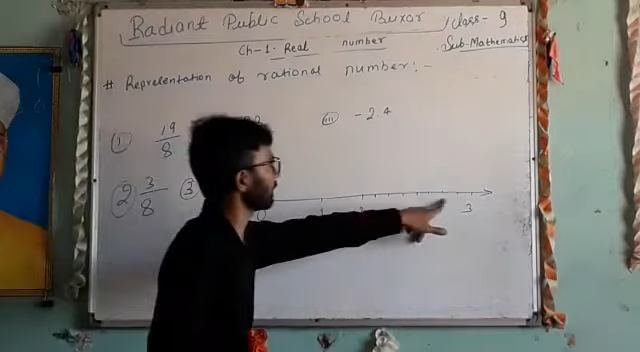 Radiant Public School Buxar / class - 9
Ch-1- Real number
Sub-Mathematics
# Representation of rational number:-
(i) 19/8
(iii) -2.4
2 3/8 3
0 1 3